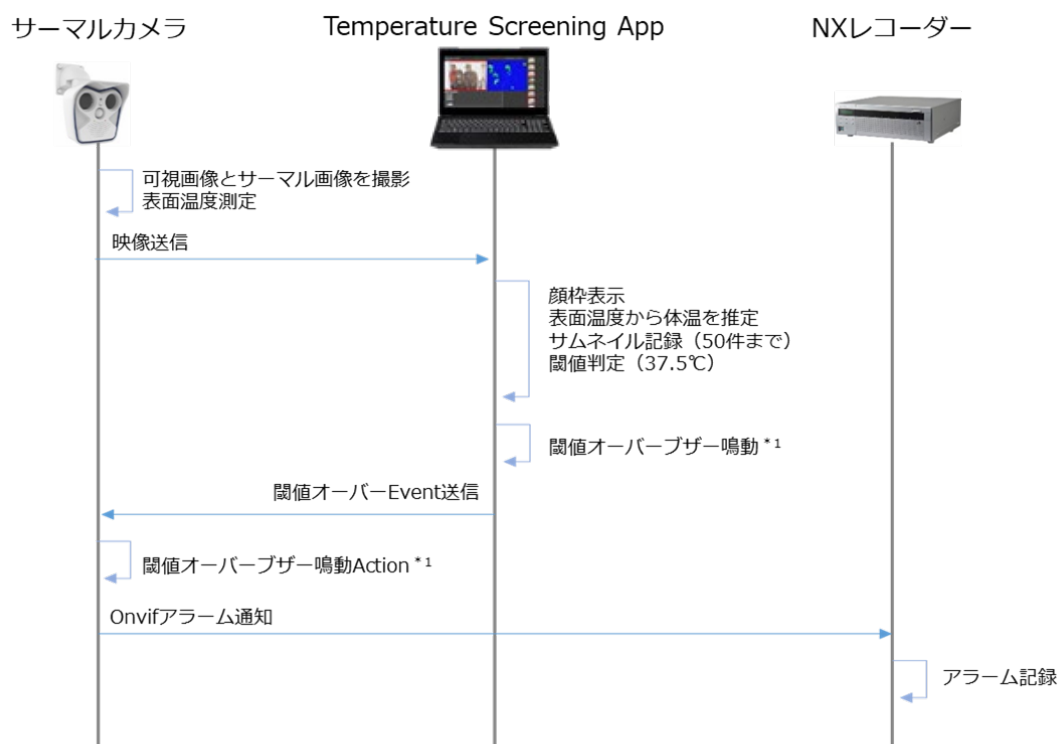 サーマルカメラ
Temperature Screening App
NXレコーダー
可視画像とサーマル画像を撮影
表面温度測定
映像送信
顔枠表示
表面温度から体温を推定
サムネイル記録（50件まで）
閾値判定（37.5℃）
閾値オーバーブザー鳴動 *1
閾値オーバーEvent送信
閾値オーバーブザー鳴動Action *1
Onvifアラーム通知
アラーム記録